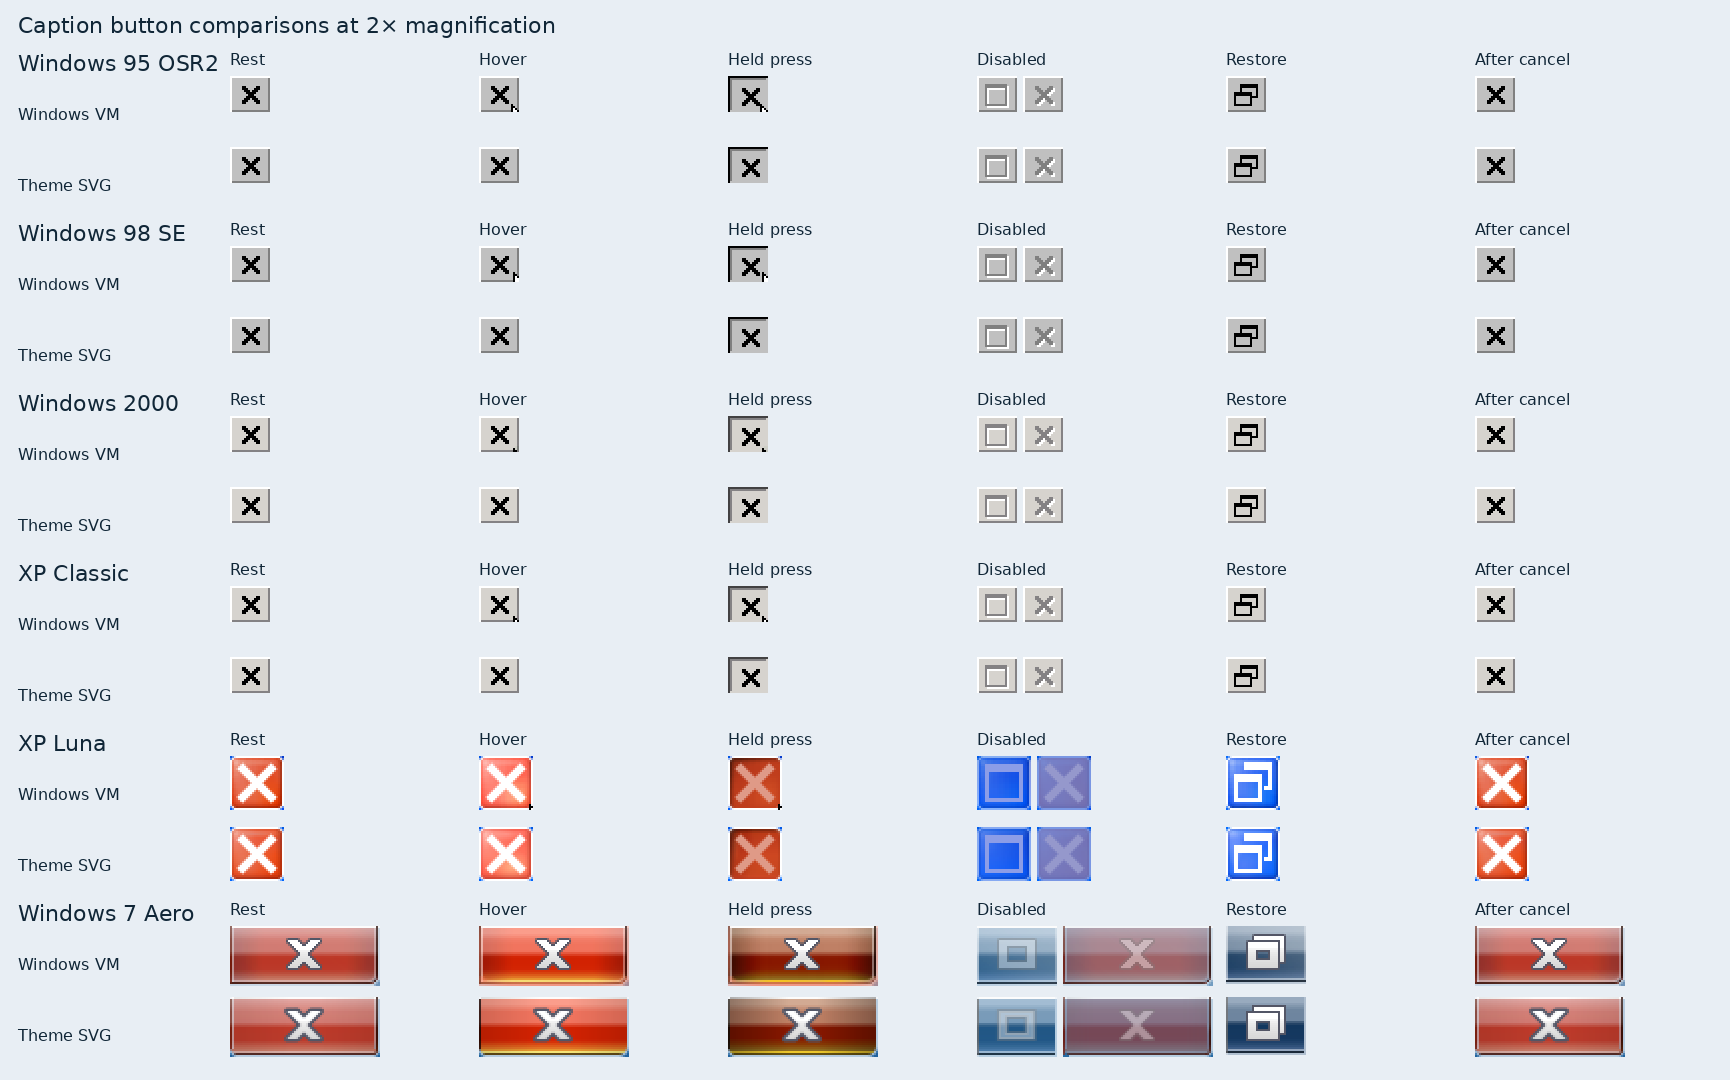 Caption button comparisons at 2× magnification
Windows 95 OSR2 Rest Hover Held press Disabled Restore After cancel
Windows VM
Theme SVG
Windows 98 SE Rest Hover Held press Disabled Restore After cancel
Windows VM
Theme SVG
Windows 2000 Rest Hover Held press Disabled Restore After cancel
Windows VM
Theme SVG
XP Classic Rest Hover Held press Disabled Restore After cancel
Windows VM
Theme SVG
XP Luna Rest Hover Held press Disabled Restore After cancel
Windows VM
Theme SVG
Windows 7 Aero Rest Hover Held press Disabled Restore After cancel
Windows VM
Theme SVG